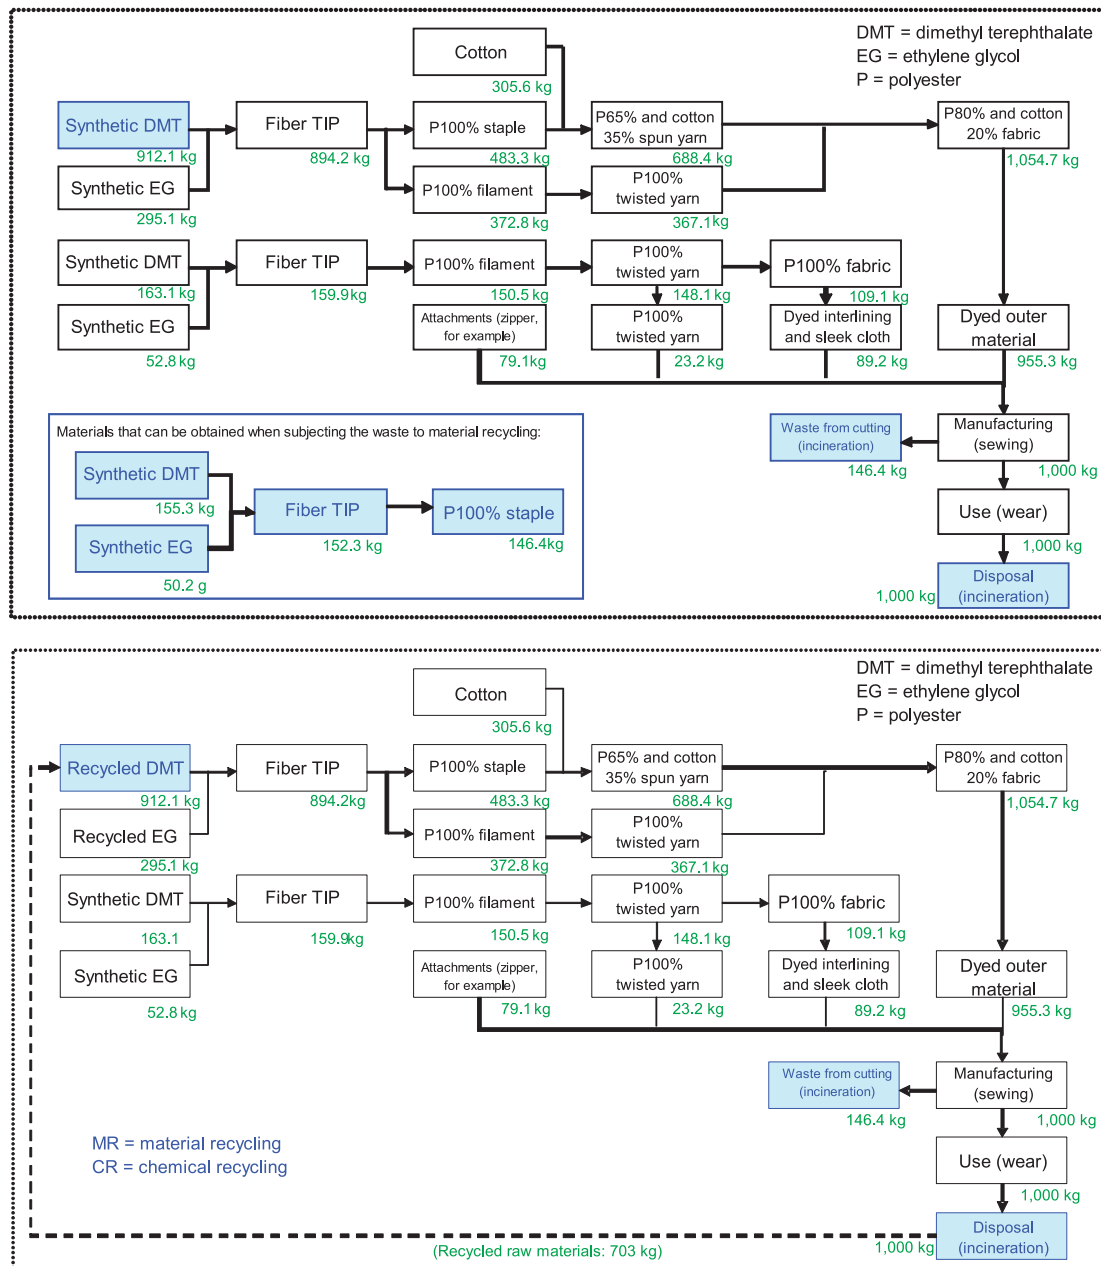 DMT = dimethyl terephthalate
EG = ethylene glycol
P = polyester
Cotton
305.6 kg
Synthetic DMT
912.1 kg
Fiber TIP
894.2 kg
P100% staple
483.3 kg
P65% and cotton
35% spun yarn
688.4 kg
P80% and cotton
20% fabric
1,054.7 kg
Synthetic EG
295.1 kg
P100% filament
372.8 kg
P100%
twisted yarn
367.1 kg
Synthetic DMT
163.1 kg
Fiber TIP
159.9kg
P100% filament
150.5 kg
P100%
twisted yarn
148.1 kg
P100% fabric
109.1 kg
Synthetic EG
52.8 kg
Attachments (zipper,
for example)
79.1kg
P100%
twisted yarn
23.2 kg
Dyed interlining
and sleek cloth
89.2 kg
Dyed outer
material
955.3 kg
Waste from cutting
(incineration)
146.4 kg
Manufacturing
(sewing)
1,000 kg
Use (wear)
1,000 kg
Disposal
(incineration)
1,000 kg
Materials that can be obtained when subjecting the waste to material recycling:
Synthetic DMT
155.3 kg
Fiber TIP
152.3 kg
P100% staple
146.4kg
Synthetic EG
50.2 g
DMT = dimethyl terephthalate
EG = ethylene glycol
P = polyester
Cotton
305.6 kg
Recycled DMT
912.1 kg
Fiber TIP
894.2kg
P100% staple
483.3 kg
P65% and cotton
35% spun yarn
688.4 kg
P80% and cotton
20% fabric
1,054.7 kg
Recycled EG
295.1 kg
P100% filament
372.8 kg
P100%
twisted yarn
367.1 kg
Synthetic DMT
163.1
Fiber TIP
159.9kg
P100% filament
150.5 kg
P100%
twisted yarn
148.1 kg
P100% fabric
109.1 kg
Synthetic EG
52.8 kg
Attachments (zipper,
for example)
79.1 kg
P100%
twisted yarn
23.2 kg
Dyed interlining
and sleek cloth
89.2 kg
Dyed outer
material
955.3 kg
Waste from cutting
(incineration)
146.4 kg
Manufacturing
(sewing)
1,000 kg
MR = material recycling
CR = chemical recycling
Use (wear)
1,000 kg
Disposal
(incineration)
1,000 kg
(Recycled raw materials: 703 kg)